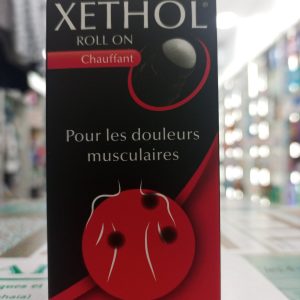 XETHOL®
ROLL ON
Chauffant
Pour les douleurs
musculaires